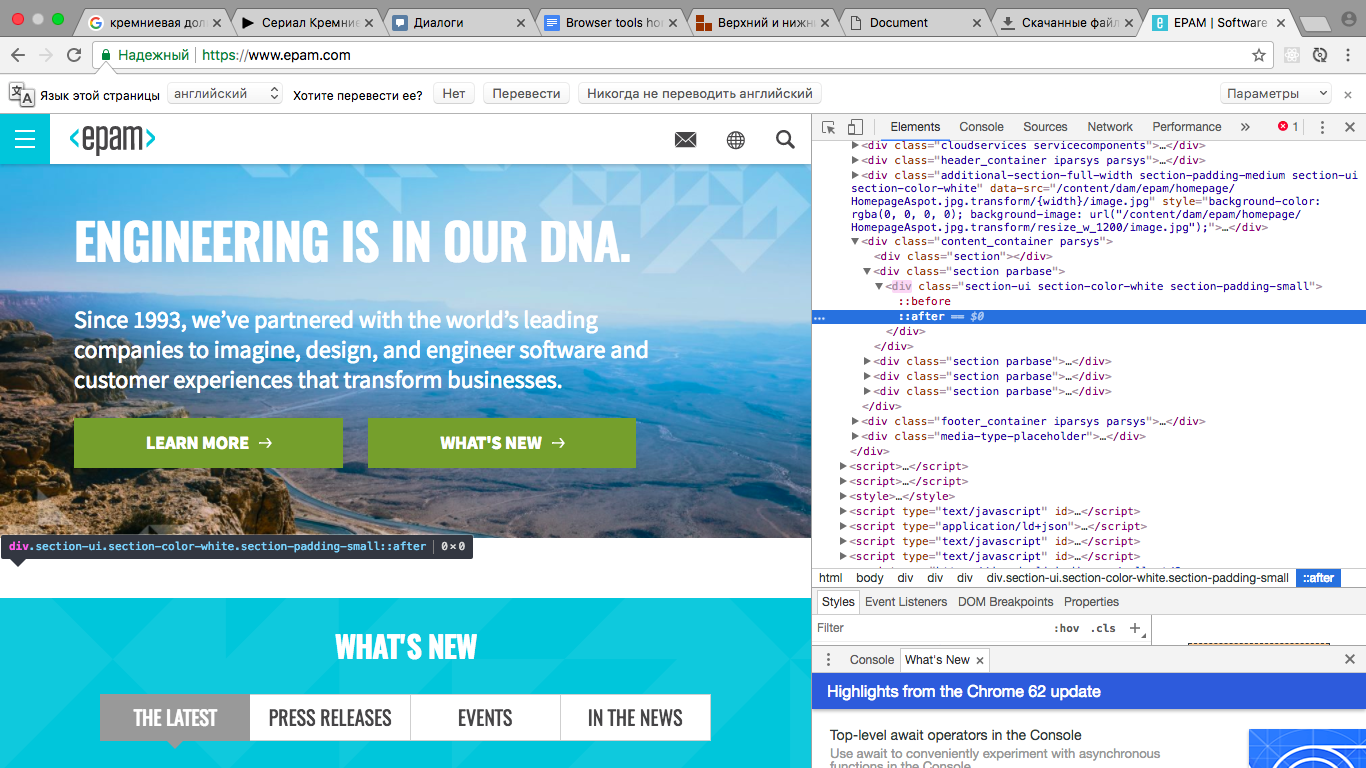 кремниевая дол
Сериал Кремние
Диалоги
Browser tools ho
Верхний и нижн
Document
Скачанные файл
EPAM | Software
Надежный
https://www.epam.com
Язык этой страницы
английский
Хотите перевести ее?
Нет
Перевести
Никогда не переводить английский
Параметры
<epam>
ENGINEERING IS IN OUR DNA.
Since 1993, we've partnered with the world's leading
companies to imagine, design, and engineer software and
customer experiences that transform businesses.
LEARN MORE →
WHAT'S NEW →
div.section-ui.section-color-white.section-padding-small::after | 0×0
WHAT'S NEW
THE LATEST
PRESS RELEASES
EVENTS
IN THE NEWS
Elements
Console
Sources
Network
Performance
»
1
<div class="cloudservices servicecomponents">…</div>
<div class="header_container iparsys parsys">…</div>
<div class="additional-section-full-width section-padding-medium section-ui
section-color-white" data-src="/content/dam/epam/homepage/
HomepageAspot.jpg.transform/{width}/image.jpg" style="background-color:
rgba(0, 0, 0, 0); background-image: url("/content/dam/epam/homepage/
HomepageAspot.jpg.transform/resize_w_1200/image.jpg");">…</div>
<div class="content_container parsys">
<div class="section"></div>
<div class="section parbase">
<div class="section-ui section-color-white section-padding-small">
::before
… ::after == $0
</div>
</div>
<div class="section parbase">…</div>
<div class="section parbase">…</div>
<div class="section parbase">…</div>
</div>
<div class="footer_container iparsys parsys">…</div>
<div class="media-type-placeholder">…</div>
</div>
<script>…</script>
<script>…</script>
<style>…</style>
<script type="text/javascript" id>…</script>
<script type="application/ld+json">…</script>
<script type="text/javascript" id>…</script>
<script type="text/javascript" id>…</script>
html body div div div div.section-ui.section-color-white.section-padding-small ::after
Styles
Event Listeners
DOM Breakpoints
Properties
Filter
:hov .cls +
Console
What's New
Highlights from the Chrome 62 update
Top-level await operators in the Console
Use await to conveniently experiment with asynchronous
functions in the Console.